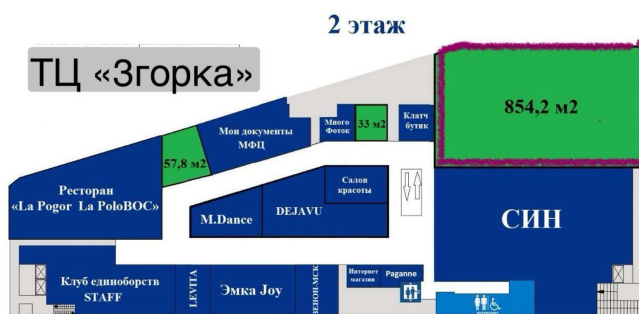 2 этаж
ТЦ «Згорка»
854,2 м2
Много
Фоток
33 м2
Клатч
бутик
Мои документы
МФЦ
57,8 м2
Ресторан
«La Pogor La PoloBOC»
Салон
красоты
M.Dance
DEJAVU
СИН
Клуб единоборств
STAFF
LEVITA
Эмка Joy
ВЕНОН-МСК
Интернет
магазин
Paganne